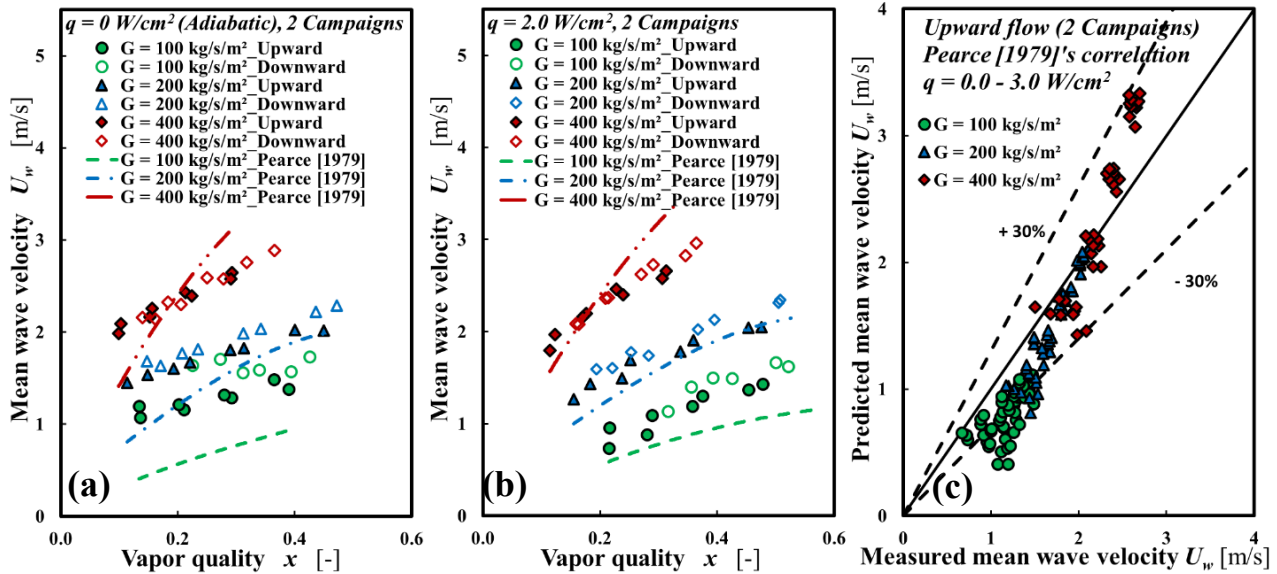 q = 0 W/cm² (Adiabatic), 2 Campaigns
G = 100 kg/s/m²_Upward
G = 100 kg/s/m²_Downward
G = 200 kg/s/m²_Upward
G = 200 kg/s/m²_Downward
G = 400 kg/s/m²_Upward
G = 400 kg/s/m²_Downward
G = 100 kg/s/m²_Pearce [1979]
G = 200 kg/s/m²_Pearce [1979]
G = 400 kg/s/m²_Pearce [1979]
Mean wave velocity U_w [m/s]
5
4
3
2
1
0
(a)
0.0
0.2
0.4
0.6
Vapor quality x [-]
q = 2.0 W/cm², 2 Campaigns
G = 100 kg/s/m²_Upward
G = 100 kg/s/m²_Downward
G = 200 kg/s/m²_Upward
G = 200 kg/s/m²_Downward
G = 400 kg/s/m²_Upward
G = 400 kg/s/m²_Downward
G = 100 kg/s/m²_Pearce [1979]
G = 200 kg/s/m²_Pearce [1979]
G = 400 kg/s/m²_Pearce [1979]
Mean wave velocity U_w [m/s]
5
4
3
2
1
0
(b)
0.0
0.2
0.4
0.6
Vapor quality x [-]
Upward flow (2 Campaigns)
Pearce [1979]'s correlation
q = 0.0 - 3.0 W/cm²
G = 100 kg/s/m²
G = 200 kg/s/m²
G = 400 kg/s/m²
+ 30%
- 30%
Predicted mean wave velocity U_w [m/s]
4
3
2
1
0
(c)
0
1
2
3
4
Measured mean wave velocity U_w [m/s]